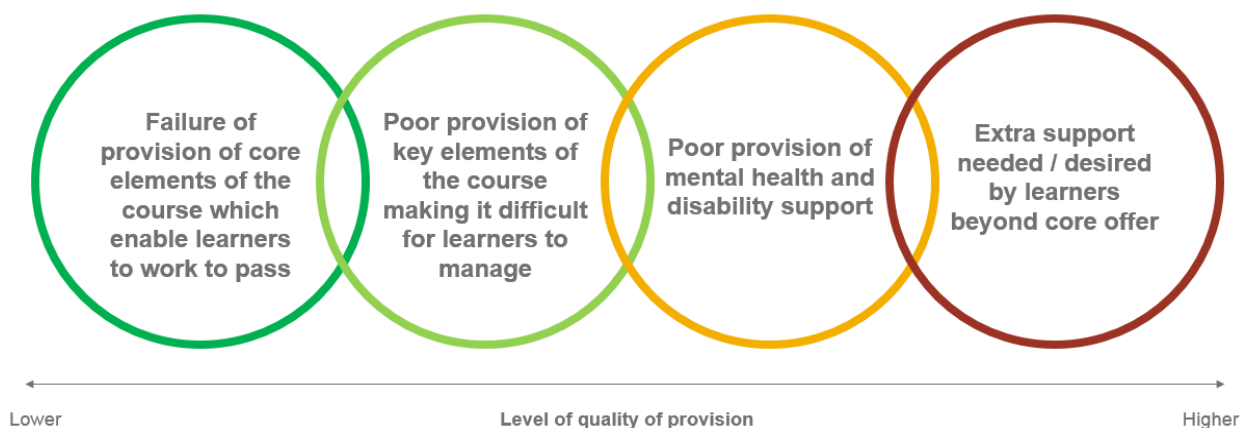 Failure of
provision of core
elements of the
course which
enable learners
to work to pass
Poor provision of
key elements of
the course
making it difficult
for learners to
manage
Poor provision of
mental health and
disability support
Extra support
needed / desired
by learners
beyond core offer
Lower
Level of quality of provision
Higher